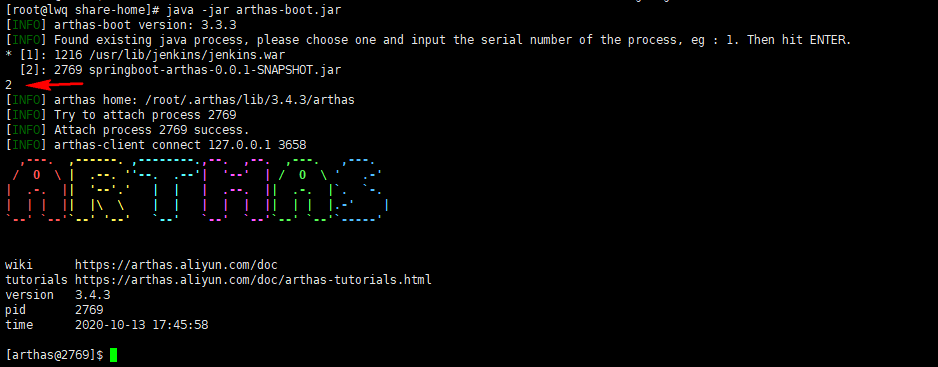 [root@lwq share-home]# java -jar arthas-boot.jar
[INFO] arthas-boot version: 3.3.3
[INFO] Found existing java process, please choose one and input the serial number of the process, eg : 1. Then hit ENTER.
* [1]: 1216 /usr/lib/jenkins/jenkins.war
  [2]: 2769 springboot-arthas-0.0.1-SNAPSHOT.jar
2
[INFO] arthas home: /root/.arthas/lib/3.4.3/arthas
[INFO] Try to attach process 2769
[INFO] Attach process 2769 success.
[INFO] arthas-client connect 127.0.0.1 3658
ARTHAS
wiki      https://arthas.aliyun.com/doc
tutorials https://arthas.aliyun.com/doc/arthas-tutorials.html
version   3.4.3
pid       2769
time      2020-10-13 17:45:58
[arthas@2769]$